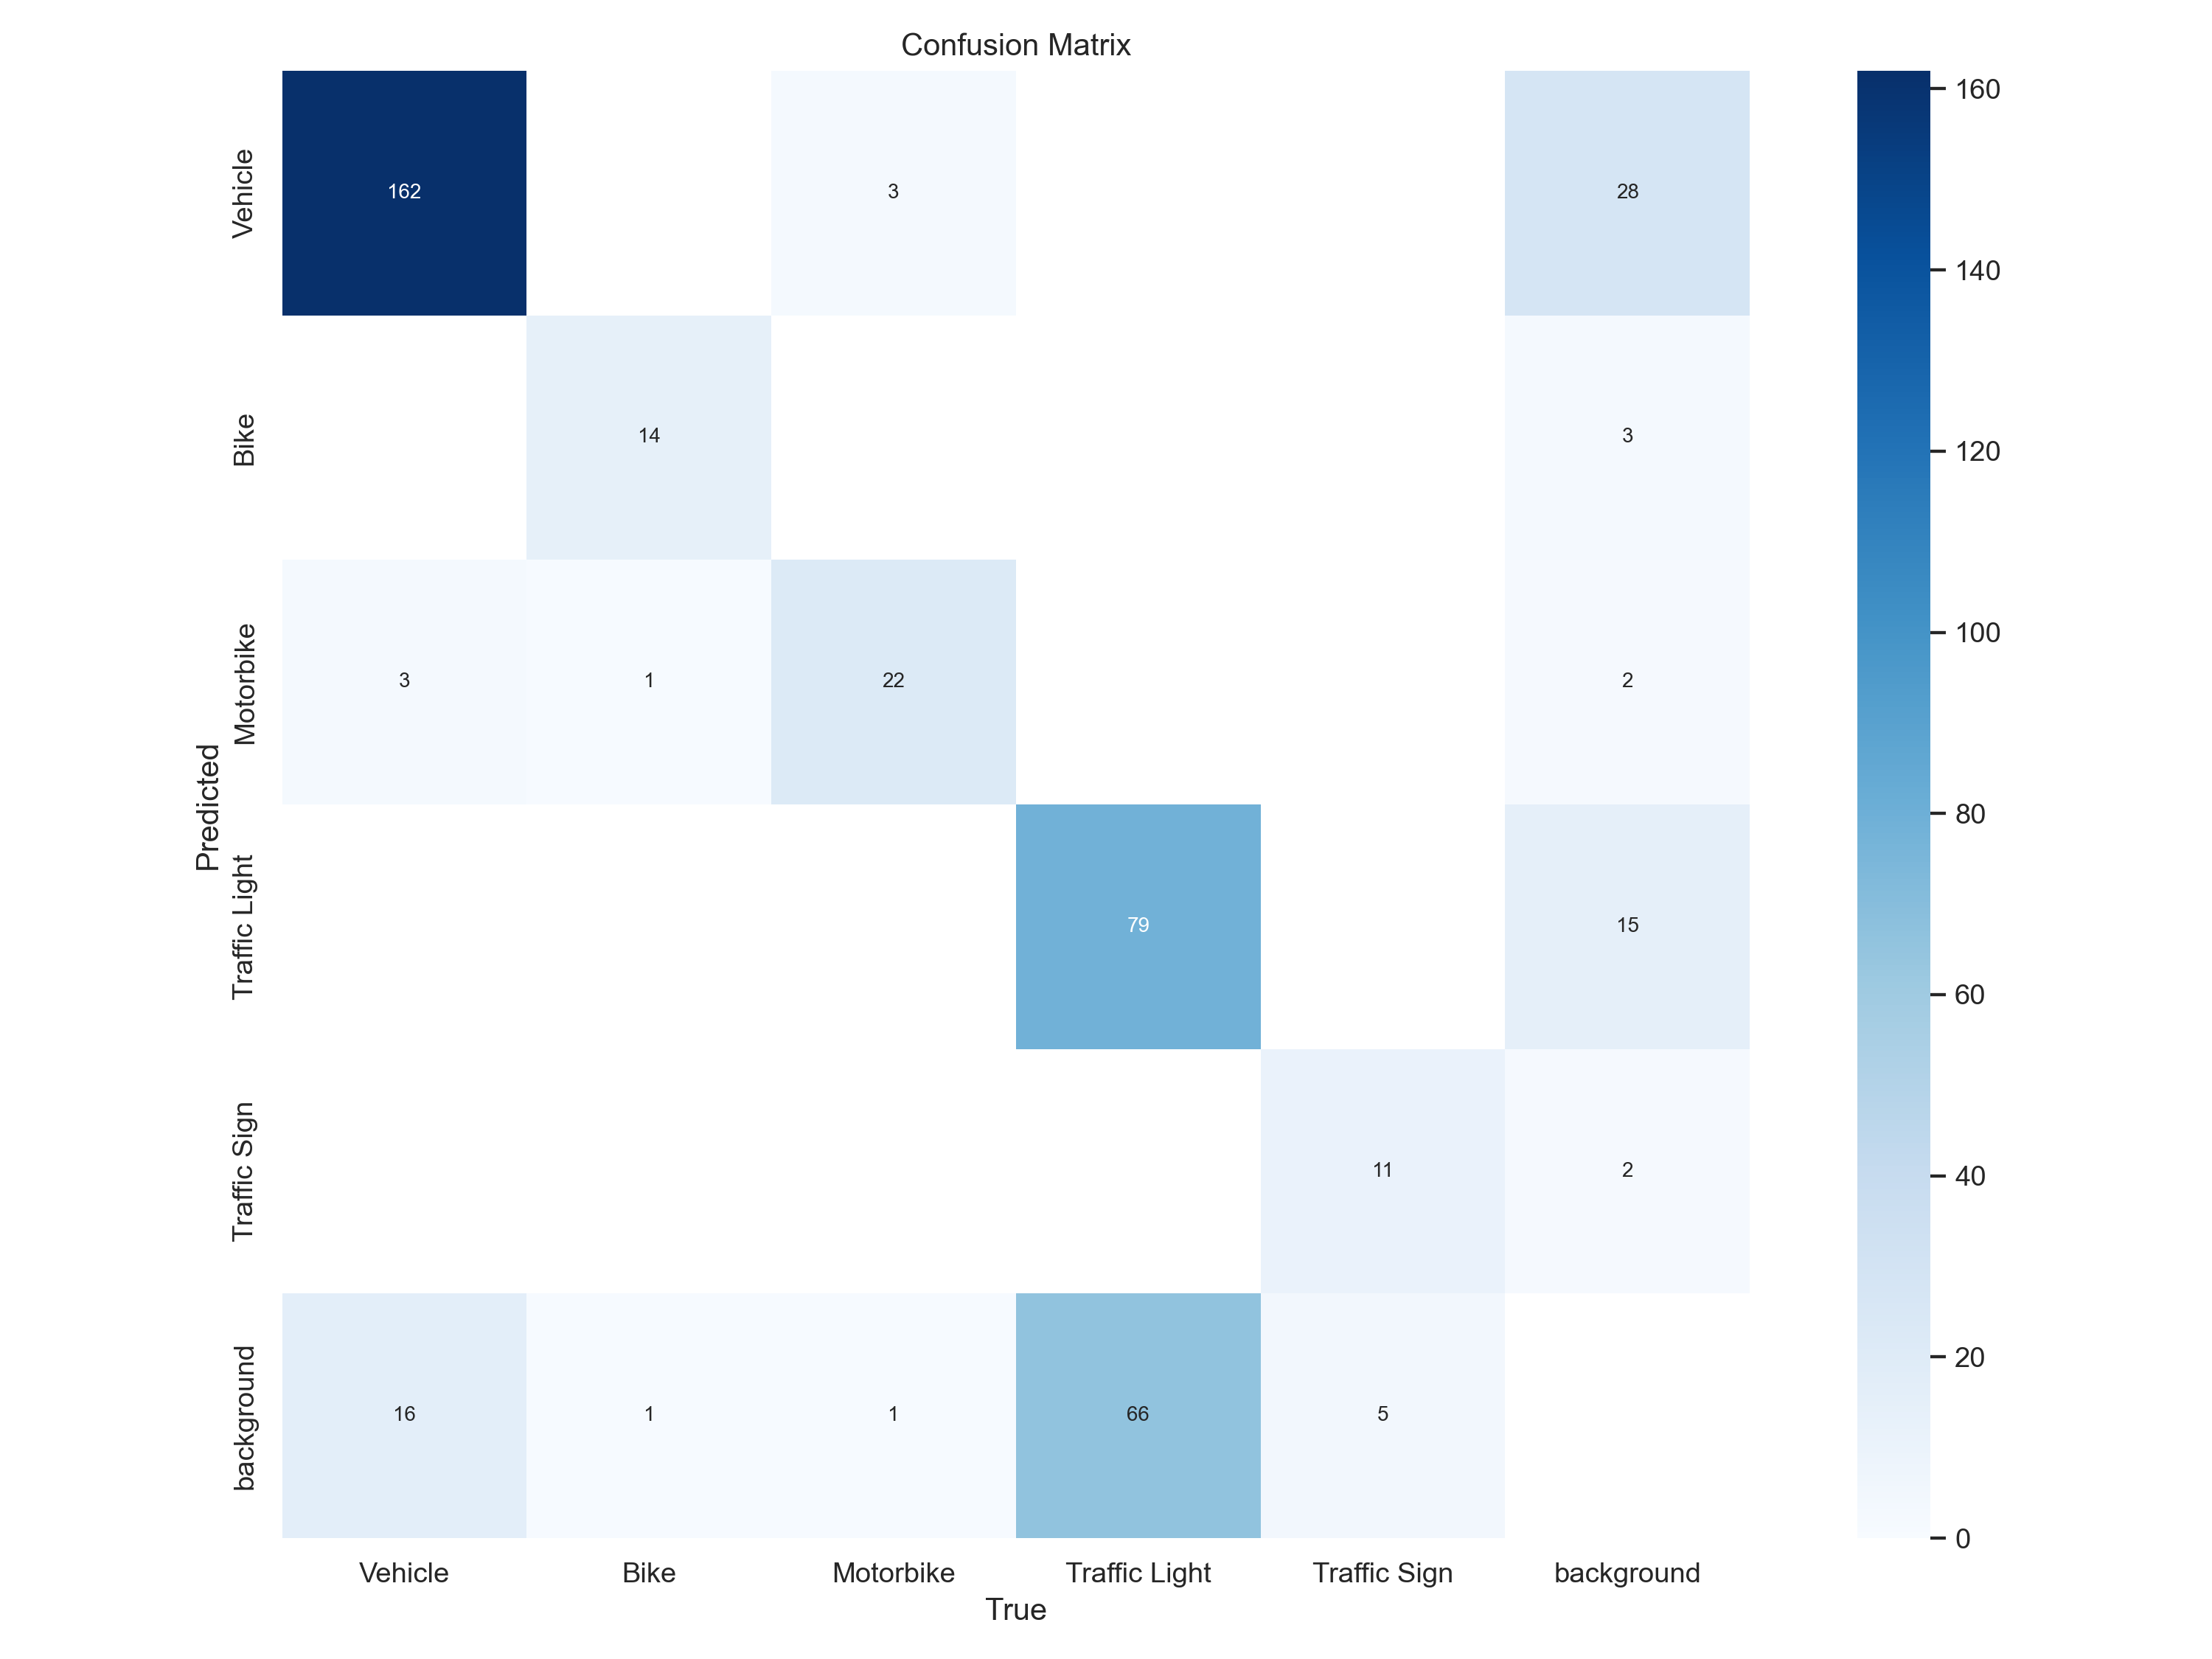 Confusion Matrix
Vehicle 162 3 28
Bike 14 3
Motorbike 3 1 22 2
Traffic Light 79 15
Traffic Sign 11 2
background 16 1 1 66 5
Predicted
Vehicle Bike Motorbike Traffic Light Traffic Sign background
True
160
140
120
100
80
60
40
20
0